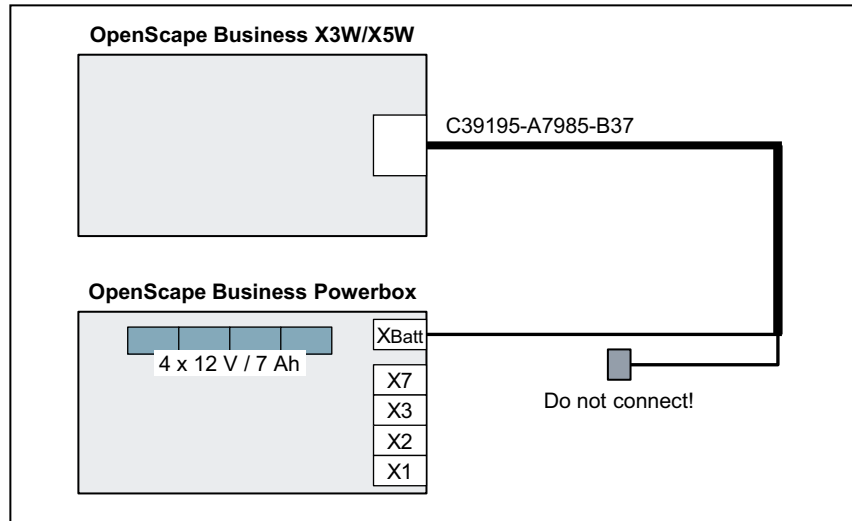 OpenScape Business X3W/X5W
C39195-A7985-B37
OpenScape Business Powerbox
XBatt
4 x 12 V / 7 Ah
X7
X3
Do not connect!
X2
X1